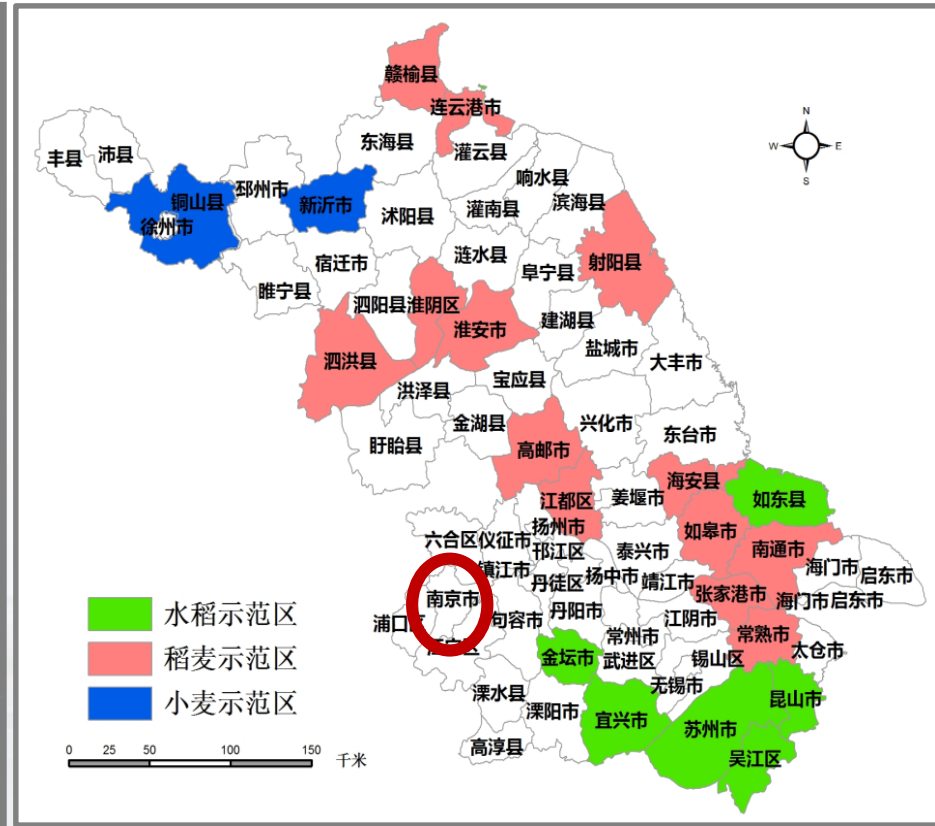 赣榆县
连云港市
东海县
灌云县
丰县
沛县
响水县
邳州市
铜山县
新沂市
灌南县
滨海县
沭阳县
徐州市
涟水县
射阳县
宿迁市
阜宁县
睢宁县
泗阳县
淮阴区
建湖县
淮安市
盐城市
泗洪县
大丰市
宝应县
洪泽县
金湖县
兴化市
东台市
盱眙县
高邮市
海安县
姜堰市
如东县
江都区
扬州市
如皋市
六合区
仪征市
邗江区
泰兴市
南通市
镇江市
海门市
启东市
丹徒区
扬中市
靖江市
张家港市
海门市
启东市
南京市
句容市
丹阳市
江阴市
浦口区
常州市
常熟市
太仓市
金坛市
武进区
锡山区
无锡市
溧水县
溧阳市
宜兴市
苏州市
昆山市
高淳县
吴江区
N
W
E
S
水稻示范区
稻麦示范区
小麦示范区
0 25 50 100 150
千米